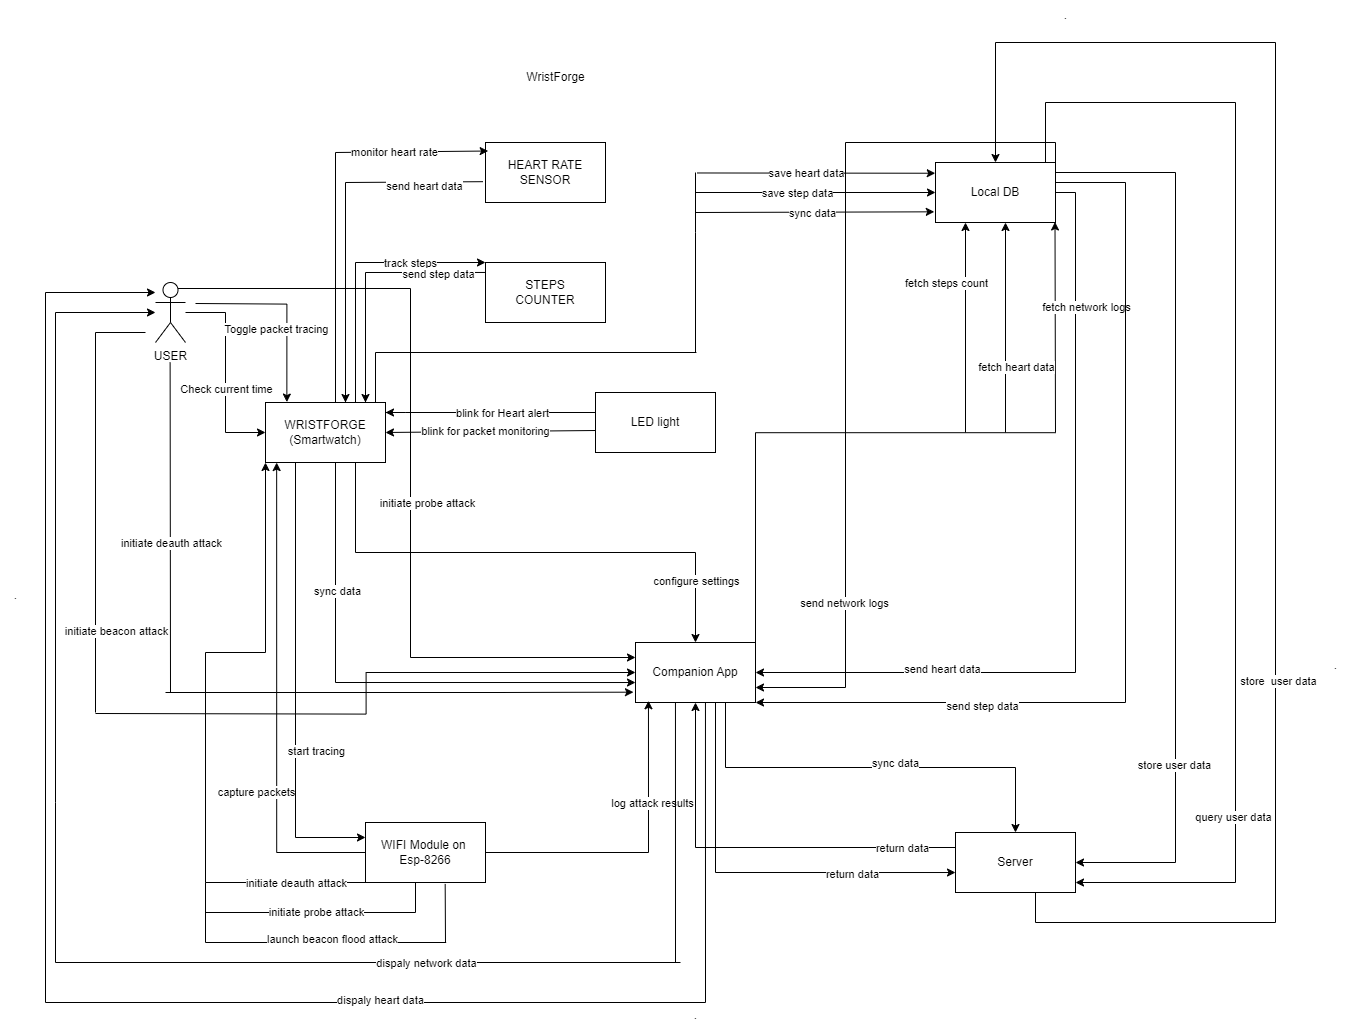 WristForge
monitor heart rate
HEART RATE
SENSOR
send heart data
save heart data
save step data
sync data
Local DB
track steps
send step data
STEPS
COUNTER
fetch steps count
fetch network logs
Toggle packet tracing
USER
fetch heart data
Check current time
WRISTFORGE
(Smartwatch)
blink for Heart alert
blink for packet monitoring
LED light
initiate probe attack
initiate deauth attack
configure settings
sync data
send network logs
initiate beacon attack
Companion App
send heart data
store  user data
send step data
start tracing
sync data
store user data
capture packets
log attack results
query user data
WIFI Module on
Esp-8266
return data
Server
return data
initiate deauth attack
initiate probe attack
launch beacon flood attack
dispaly network data
dispaly heart data